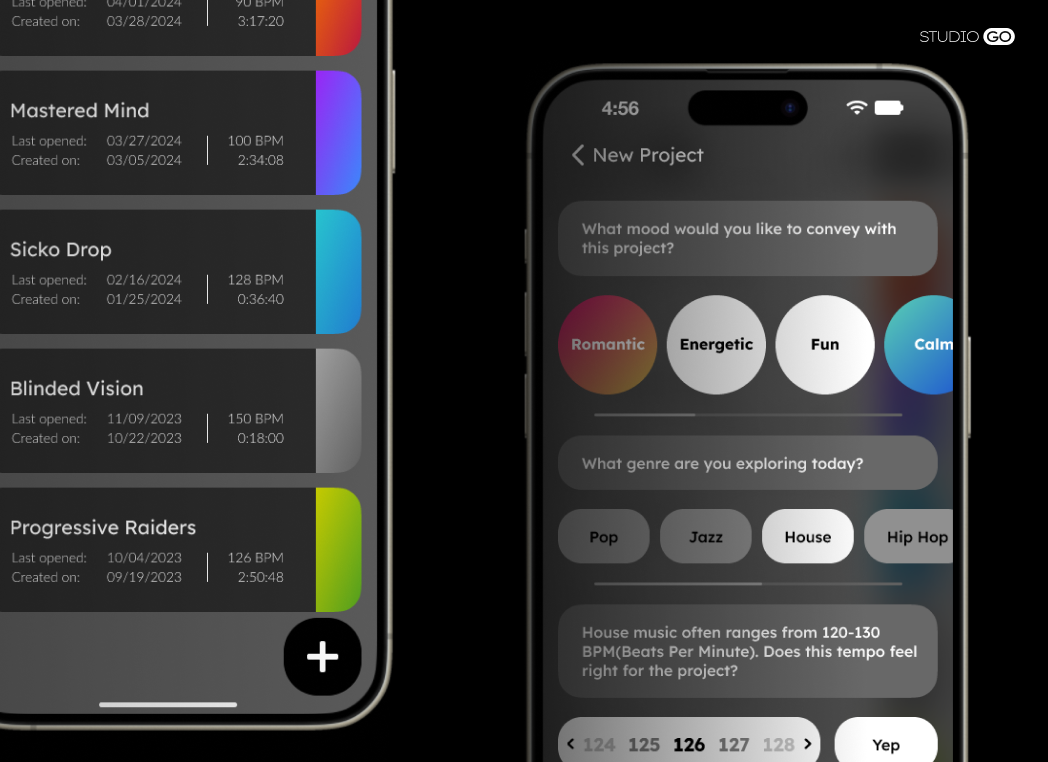 04/01/2024
90 BPM
Created on: 03/28/2024 3:17:20
Mastered Mind
Last opened: 03/27/2024 100 BPM
Created on: 03/05/2024 2:34:08
Sicko Drop
Last opened: 02/16/2024 128 BPM
Created on: 01/25/2024 0:36:40
Blinded Vision
Last opened: 11/09/2023 150 BPM
Created on: 10/22/2023 0:18:00
Progressive Raiders
Last opened: 10/04/2023 126 BPM
Created on: 09/19/2023 2:50:48
+
STUDIO GO
4:56
< New Project
What mood would you like to convey with
this project?
Romantic Energetic Fun Calm
What genre are you exploring today?
Pop Jazz House Hip Hop
House music often ranges from 120-130
BPM(Beats Per Minute). Does this tempo feel
right for the project?
< 124 125 126 127 128 > Yep